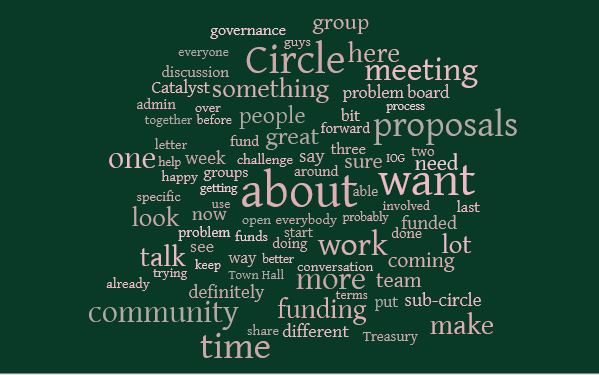 group
governance
guys
everyone
Circle here
discussion
meeting
Catalyst something
problem board
admin over
process
together before people bit
proposals
forward
letter
fund great
three
two
one help week challenge say sure IOG need
happy groups around
getting about able want
specific use
involved last
look now open everybody probably funded
problem funds start done
see doing work lot
talk keep way better
conversation coming
trying Town Hall more team
already
definitely terms put sub-circle
community funding
share different make
Treasury
time